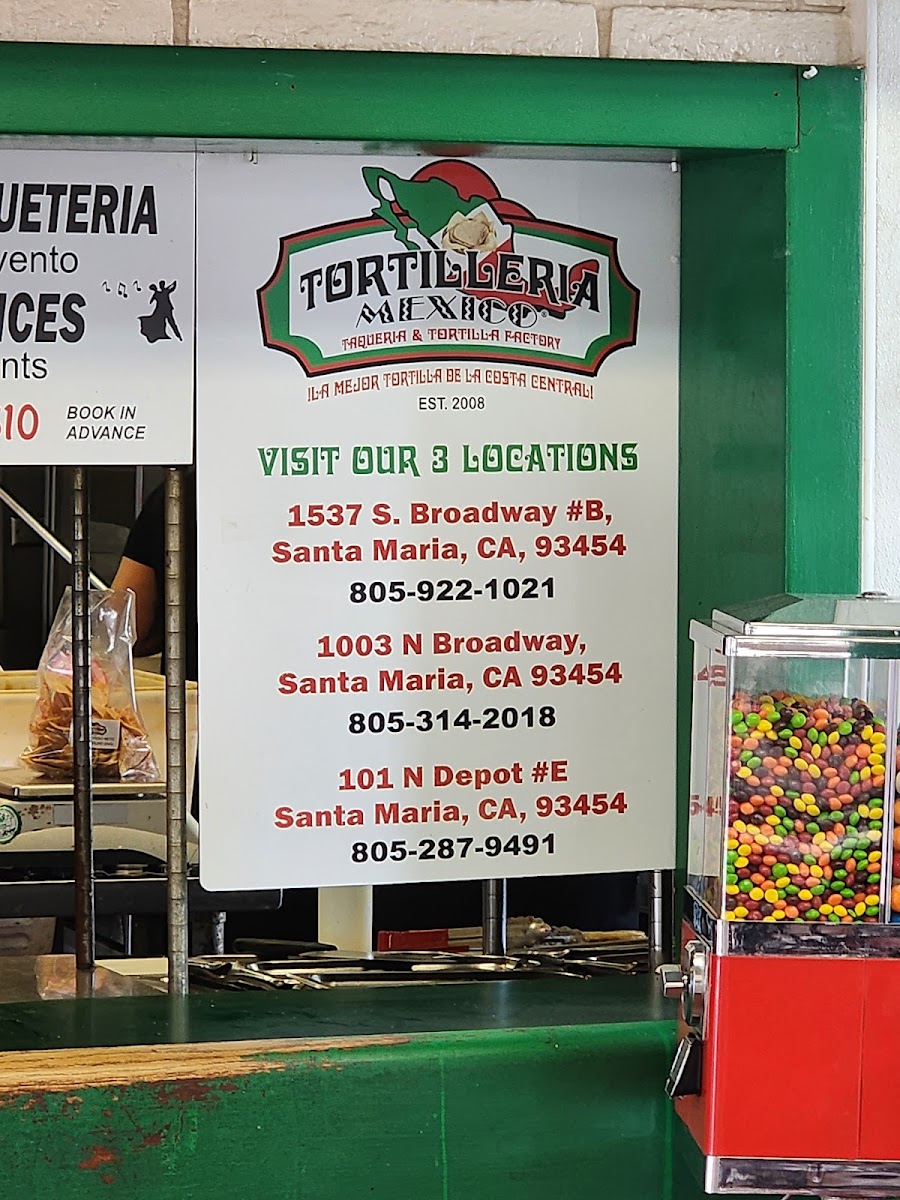 UETERIA
vento
ICES
nts
10
BOOK IN
ADVANCE
TORTILLERIA
MEXICO®
TAQUERIA & TORTILLA FACTORY
¡LA MEJOR TORTILLA DE LA COSTA CENTRAL!
EST. 2008
VISIT OUR 3 LOCATIONS
1537 S. Broadway #B,
Santa Maria, CA, 93454
805-922-1021
1003 N Broadway,
Santa Maria, CA 93454
805-314-2018
101 N Depot #E
Santa Maria, CA, 93454
805-287-9491